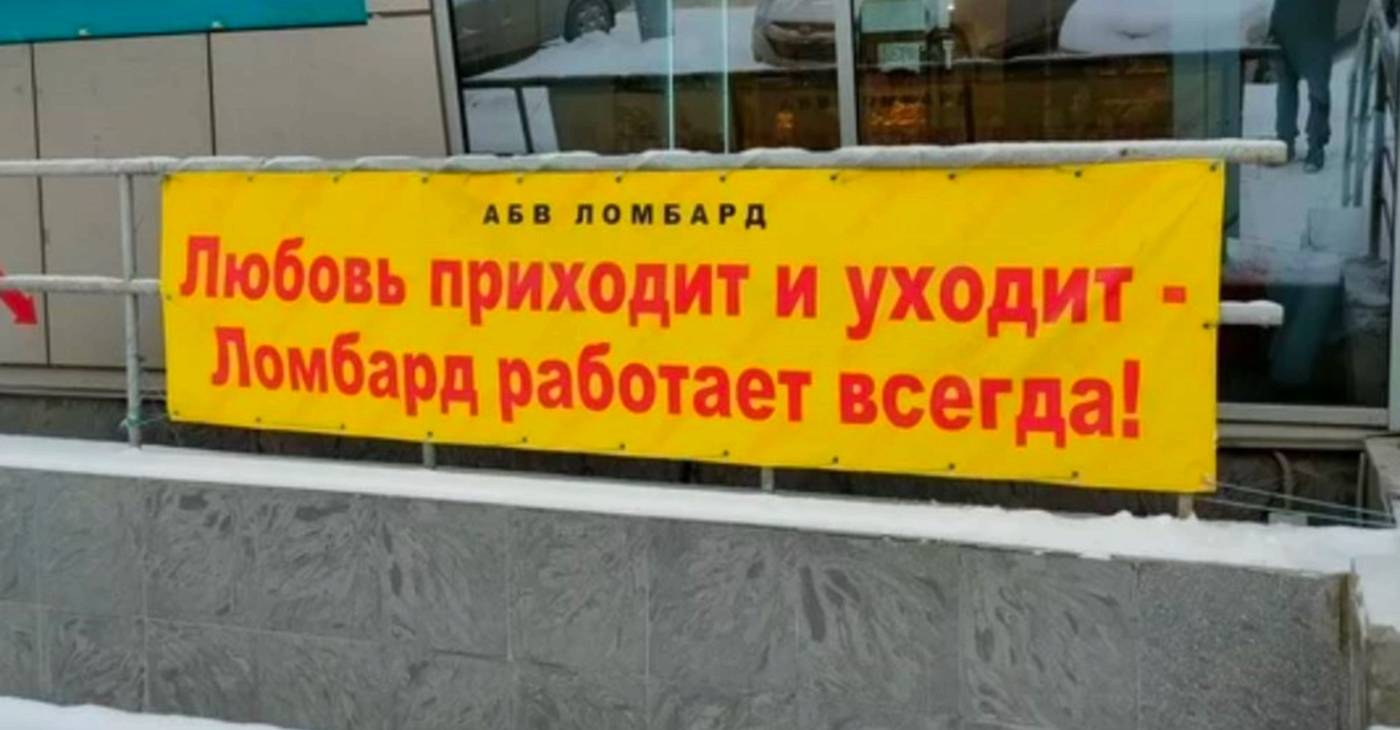 АБВ ЛОМБАРД
Любовь приходит и уходит -
Ломбард работает всегда!